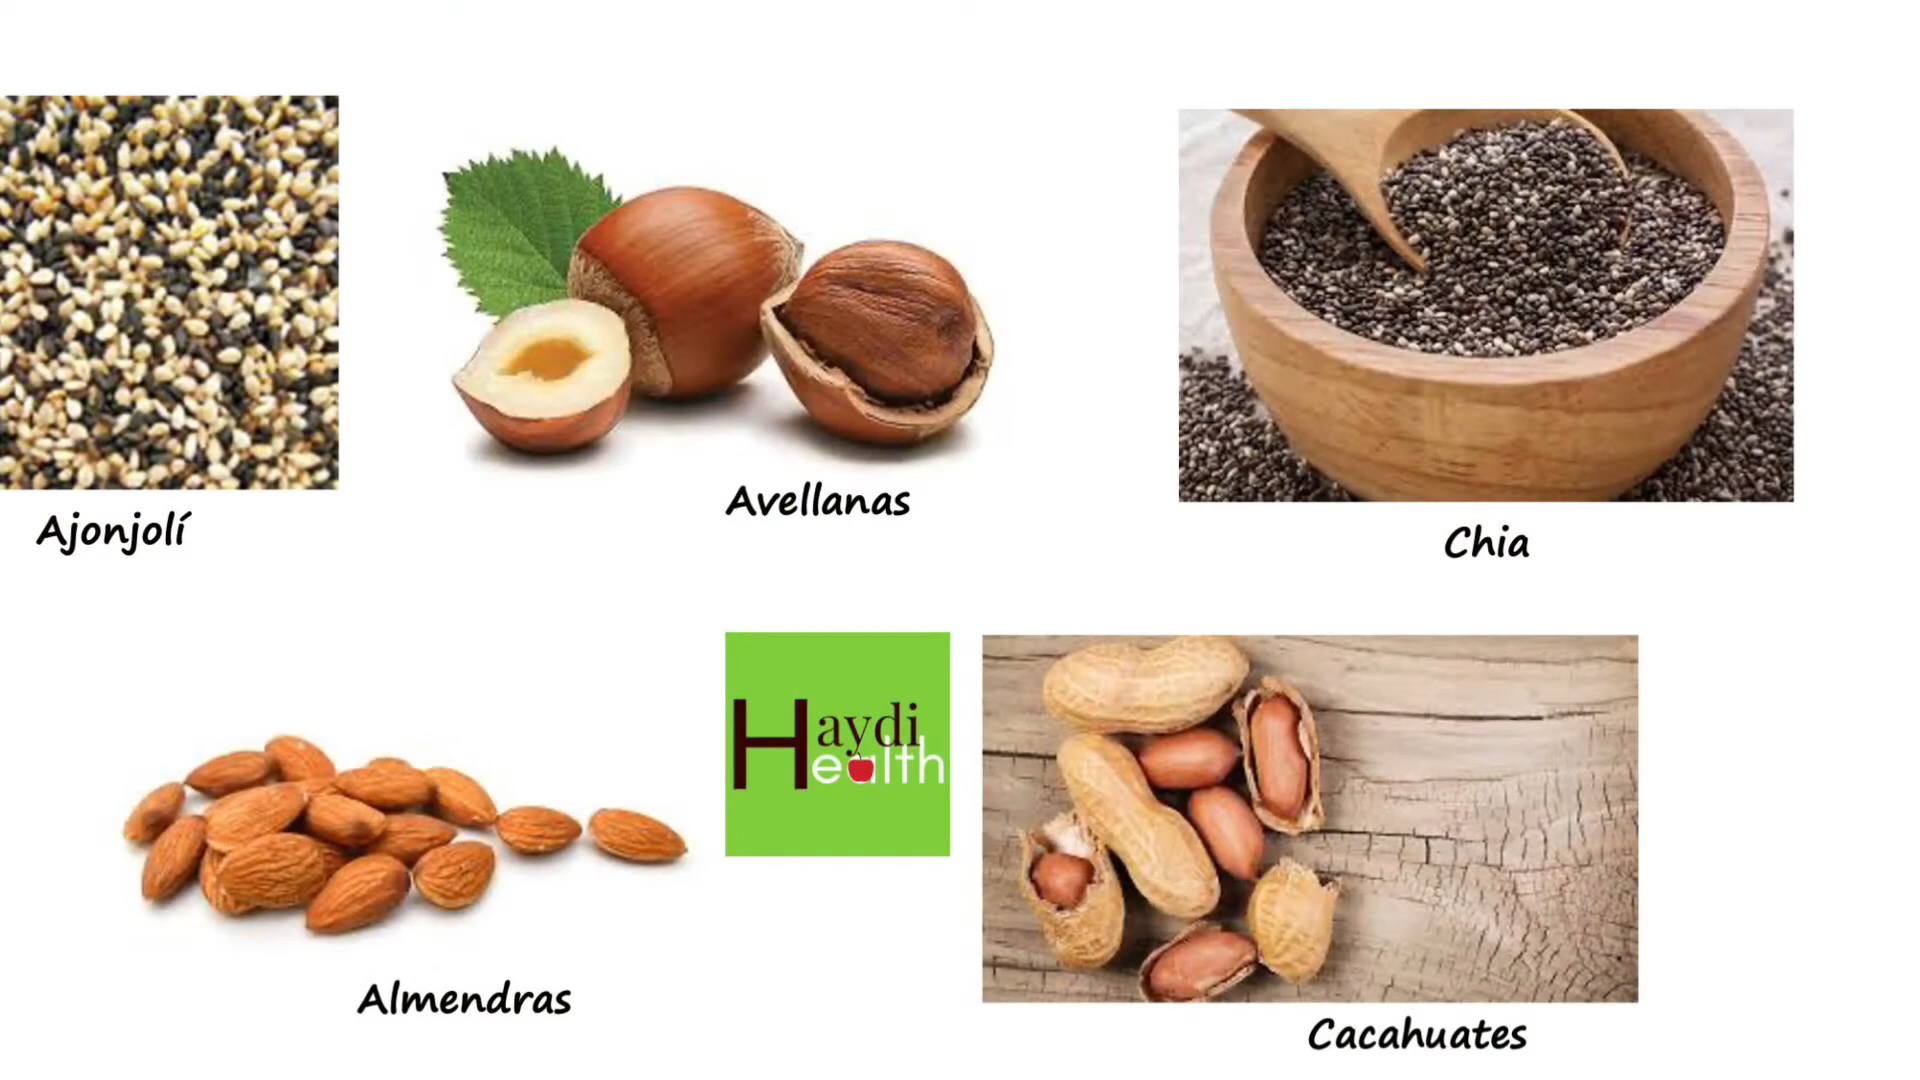 Ajonjolí
Avellanas
Chia
Haydi
Health
Almendras
Cacahuates